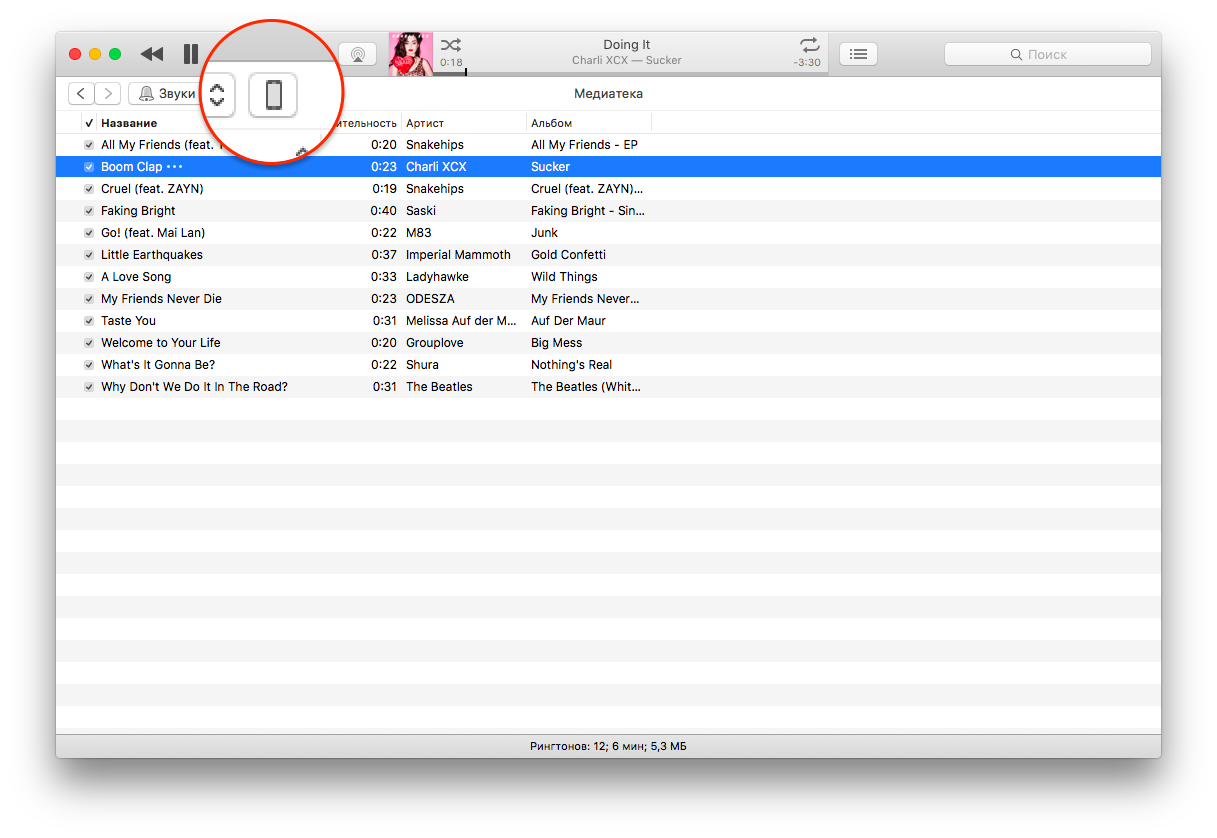 Doing It
0:18
Charli XCX — Sucker
-3:30
Поиск
Звуки
Медиатека
✓ Название ительность Артист Альбом
All My Friends (feat. 0:20 Snakehips All My Friends - EP
Boom Clap ••• 0:23 Charli XCX Sucker
Cruel (feat. ZAYN) 0:19 Snakehips Cruel (feat. ZAYN)...
Faking Bright 0:40 Saski Faking Bright - Sin...
Go! (feat. Mai Lan) 0:22 M83 Junk
Little Earthquakes 0:37 Imperial Mammoth Gold Confetti
A Love Song 0:33 Ladyhawke Wild Things
My Friends Never Die 0:23 ODESZA My Friends Never...
Taste You 0:31 Melissa Auf der M... Auf Der Maur
Welcome to Your Life 0:20 Grouplove Big Mess
What's It Gonna Be? 0:22 Shura Nothing's Real
Why Don't We Do It In The Road? 0:31 The Beatles The Beatles (Whit...
Рингтонов: 12; 6 мин; 5,3 МБ